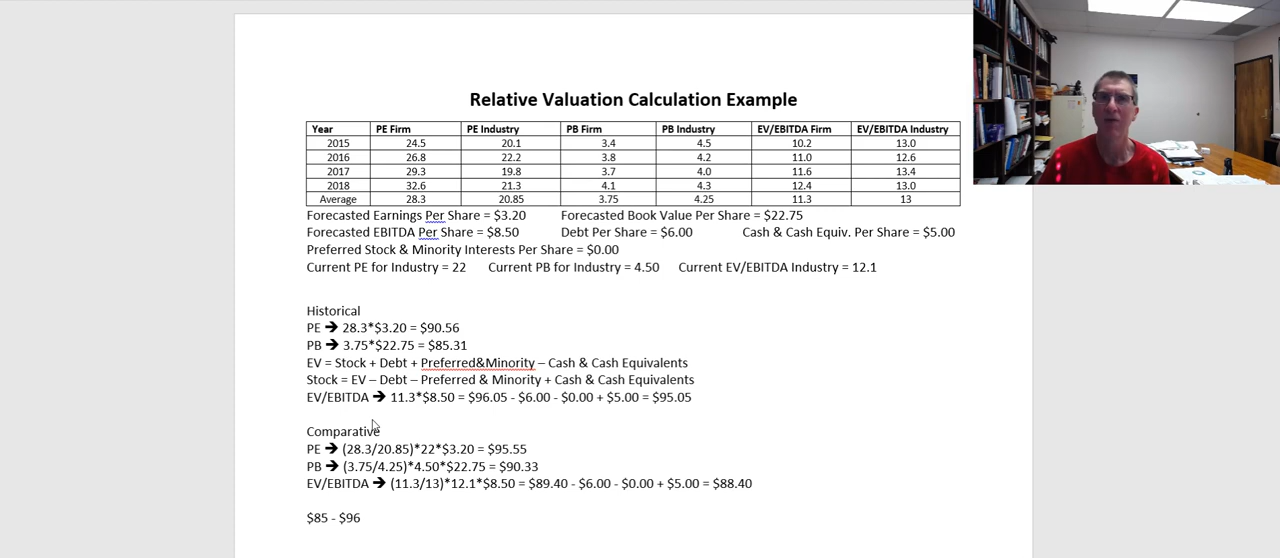 Relative Valuation Calculation Example
Year PE Firm PE Industry PB Firm PB Industry EV/EBITDA Firm EV/EBITDA Industry
2015 24.5 20.1 3.4 4.5 10.2 13.0
2016 26.8 22.2 3.8 4.2 11.0 12.6
2017 29.3 19.8 3.7 4.0 11.6 13.4
2018 32.6 21.3 4.1 4.3 12.4 13.0
Average 28.3 20.85 3.75 4.25 11.3 13
Forecasted Earnings Per Share = $3.20 Forecasted Book Value Per Share = $22.75
Forecasted EBITDA Per Share = $8.50 Debt Per Share = $6.00 Cash & Cash Equiv. Per Share = $5.00
Preferred Stock & Minority Interests Per Share = $0.00
Current PE for Industry = 22 Current PB for Industry = 4.50 Current EV/EBITDA Industry = 12.1
Historical
PE ➔ 28.3*$3.20 = $90.56
PB ➔ 3.75*$22.75 = $85.31
EV = Stock + Debt + Preferred&Minority – Cash & Cash Equivalents
Stock = EV – Debt – Preferred & Minority + Cash & Cash Equivalents
EV/EBITDA ➔ 11.3*$8.50 = $96.05 - $6.00 - $0.00 + $5.00 = $95.05
Comparative
PE ➔ (28.3/20.85)*22*$3.20 = $95.55
PB ➔ (3.75/4.25)*4.50*$22.75 = $90.33
EV/EBITDA ➔ (11.3/13)*12.1*$8.50 = $89.40 - $6.00 - $0.00 + $5.00 = $88.40
$85 - $96